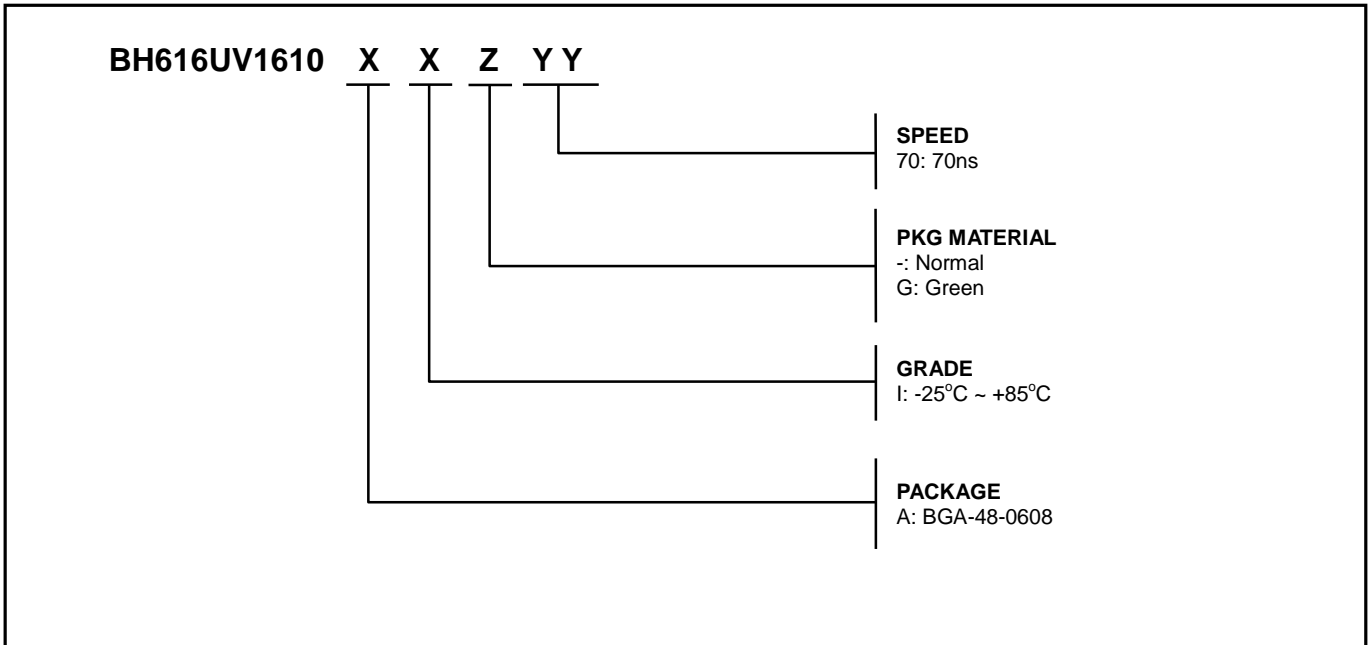 BH616UV1610 X X Z Y Y
SPEED
70: 70ns
PKG MATERIAL
-: Normal
G: Green
GRADE
I: -25°C ~ +85°C
PACKAGE
A: BGA-48-0608